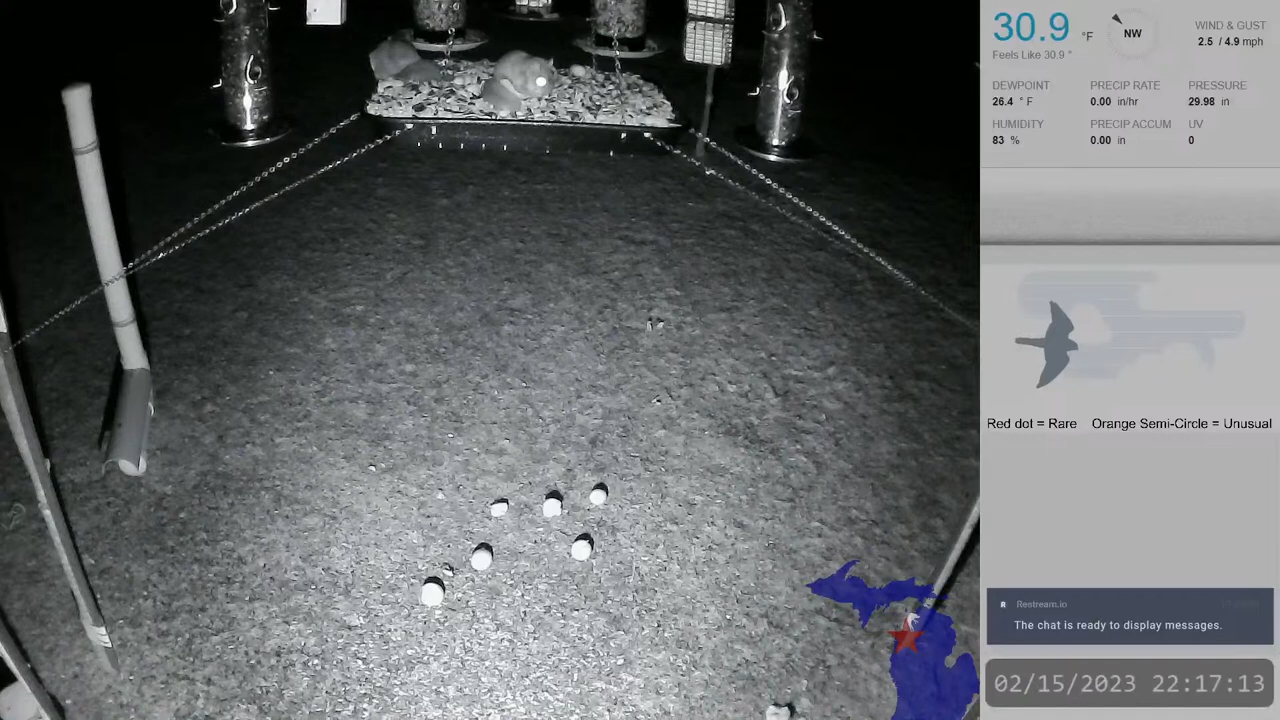 30.9 °F
Feels Like 30.9 °
NW
WIND & GUST
2.5 / 4.9 mph
DEWPOINT
26.4 ° F
PRECIP RATE
0.00 in/hr
PRESSURE
29.98 in
HUMIDITY
83 %
PRECIP ACCUM
0.00 in
UV
0
Red dot = Rare Orange Semi-Circle = Unusual
R Restream.io
The chat is ready to display messages.
02/15/2023 22:17:13